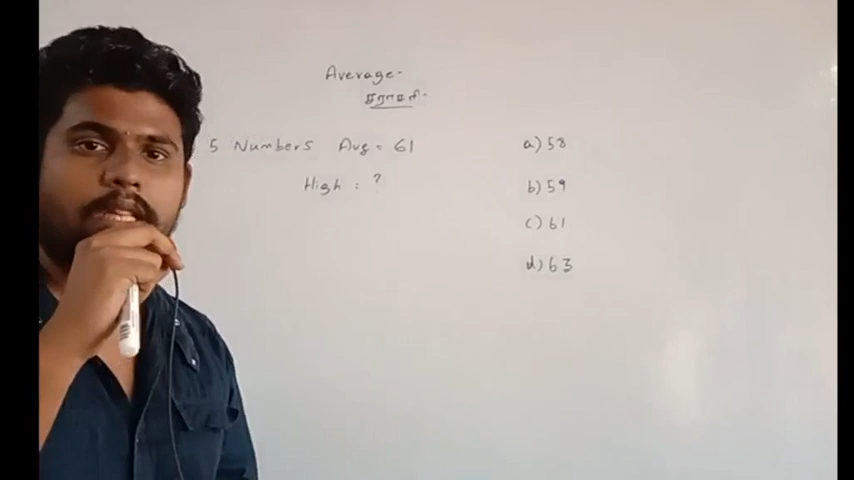 Average-
சராசரி-
5 Numbers Avg = 61
High = ?
a) 58
b) 59
c) 61
d) 63